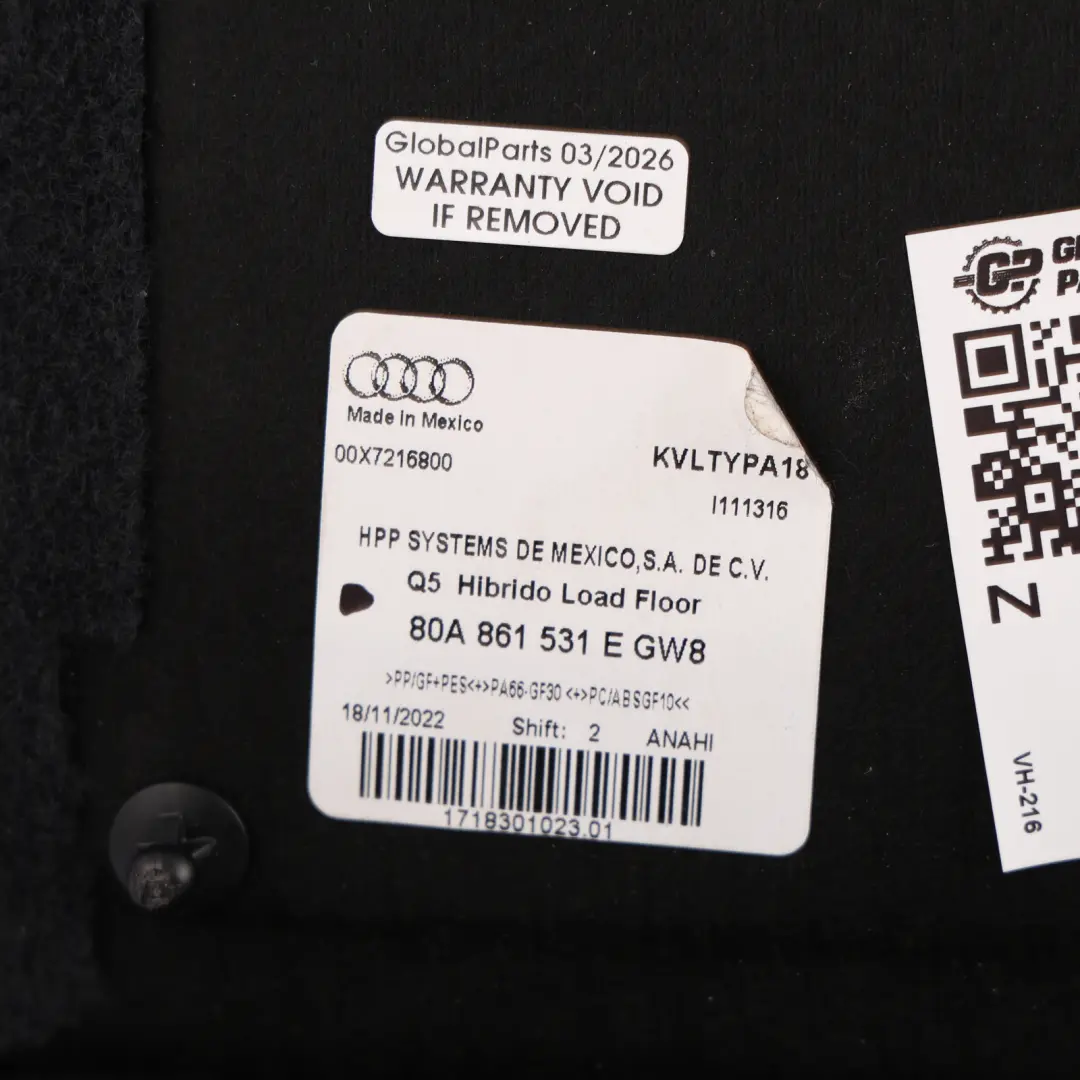 GlobalParts 03/2026
WARRANTY VOID
IF REMOVED
Made in Mexico
00X7216800
KVLTYPA18
I111316
HPP SYSTEMS DE MEXICO,S.A. DE C.V.
Q5 Hibrido Load Floor
80A 861 531 E GW8
>PP/GF+PES<+>PA66-GF30<+>PC/ABSGF10<<
18/11/2022 Shift: 2 ANAHI
1718301023.01
GP
Z
VH-216